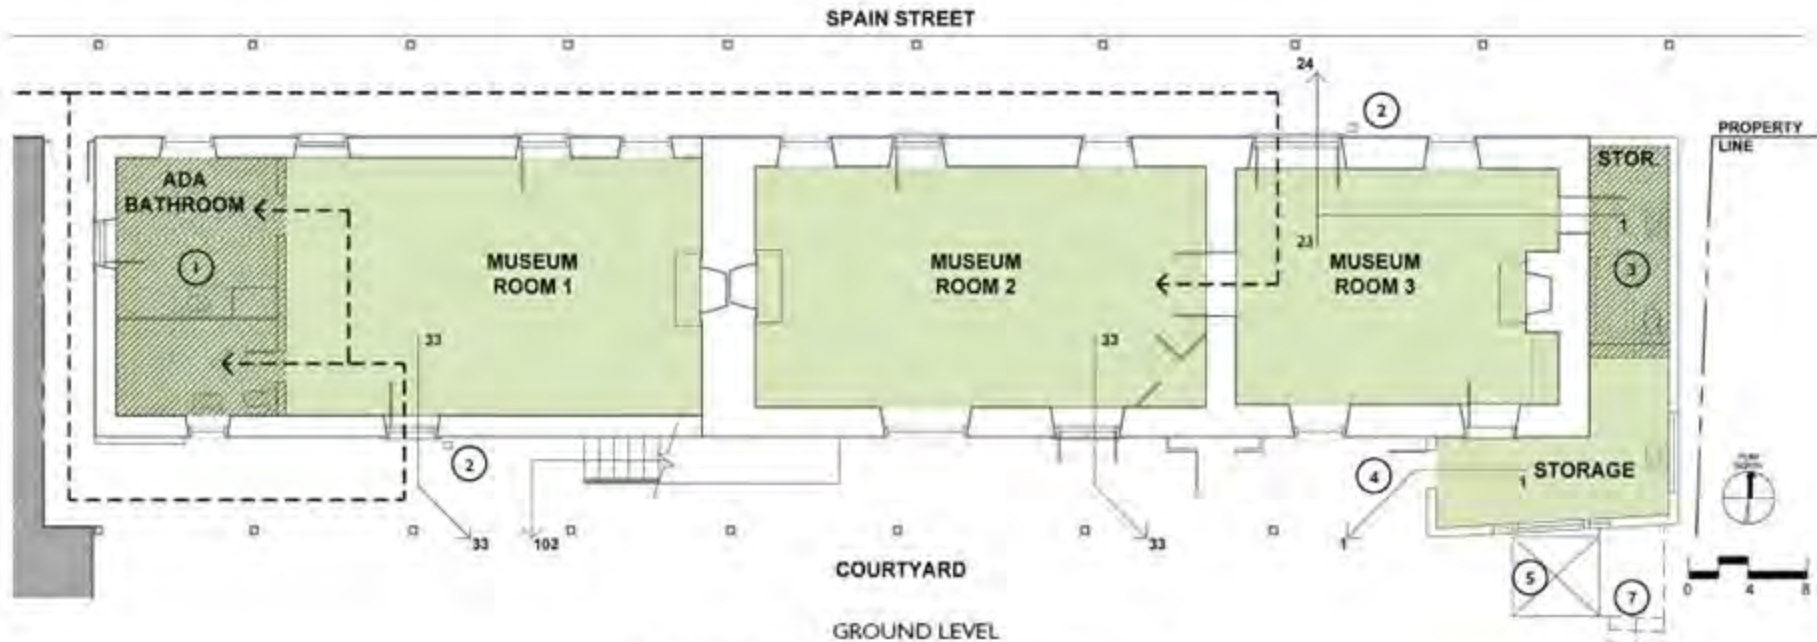 SPAIN STREET
24
2
PROPERTY
LINE
ADA
BATHROOM
STOR.
1
1
23
3
MUSEUM
ROOM 1
MUSEUM
ROOM 2
MUSEUM
ROOM 3
33
33
2
4
STORAGE
1
33
102
33
1
COURTYARD
5
7
0 4 8
GROUND LEVEL